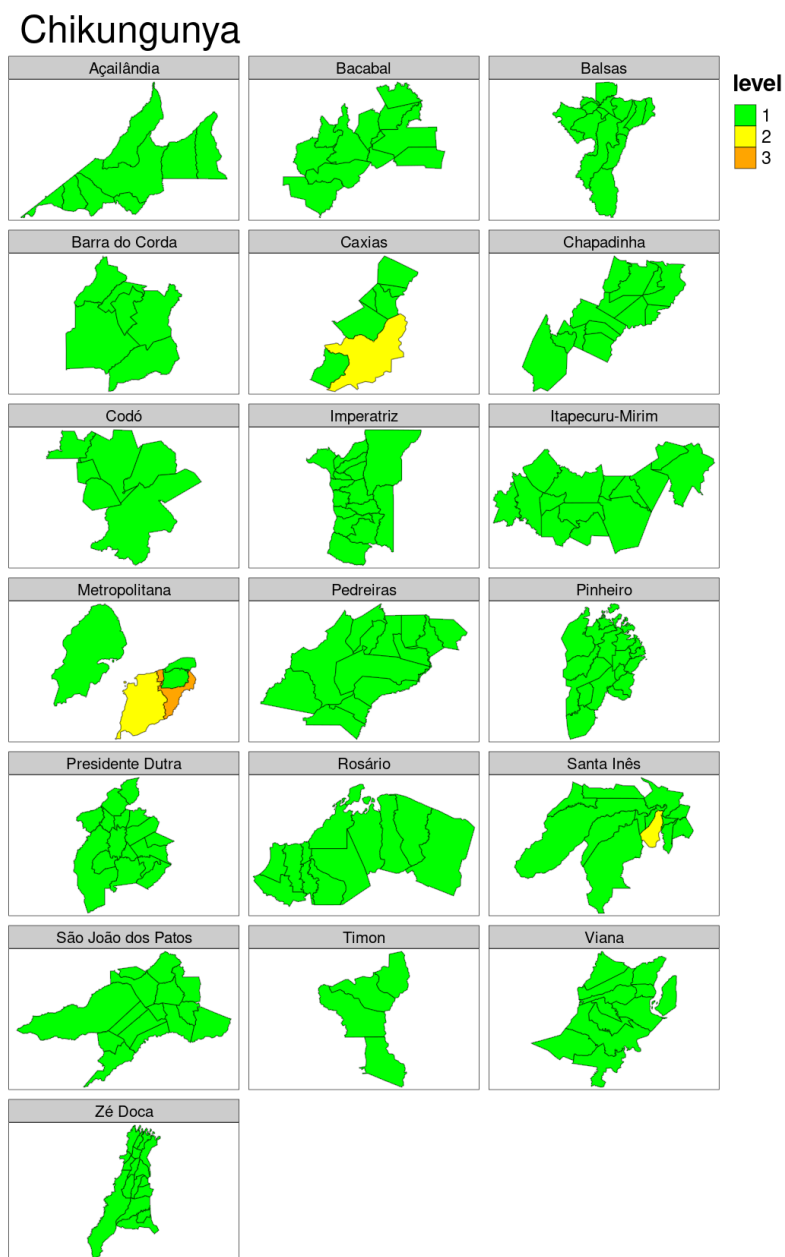 Chikungunya
Açailândia
Bacabal
Balsas
level
1
2
3
Barra do Corda
Caxias
Chapadinha
Codó
Imperatriz
Itapecuru-Mirim
Metropolitana
Pedreiras
Pinheiro
Presidente Dutra
Rosário
Santa Inês
São João dos Patos
Timon
Viana
Zé Doca